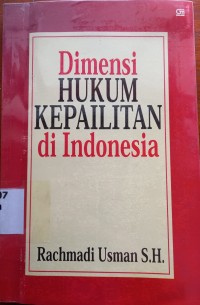 Dimensi
HUKUM
KEPAILITAN
di Indonesia
Rachmadi Usman S.H.